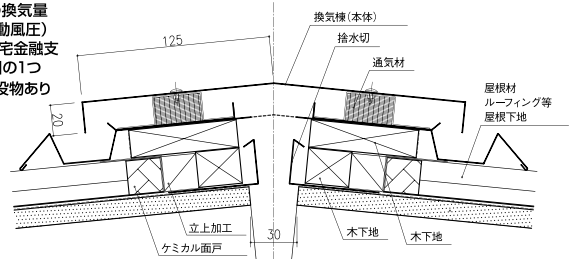 換気量
動風圧）
宅金融支
の1つ
役物あり
125
20
換気棟（本体）
捨水切
通気材
屋根材
ルーフィング等
屋根下地
立上加工
ケミカル面戸
30
木下地
木下地